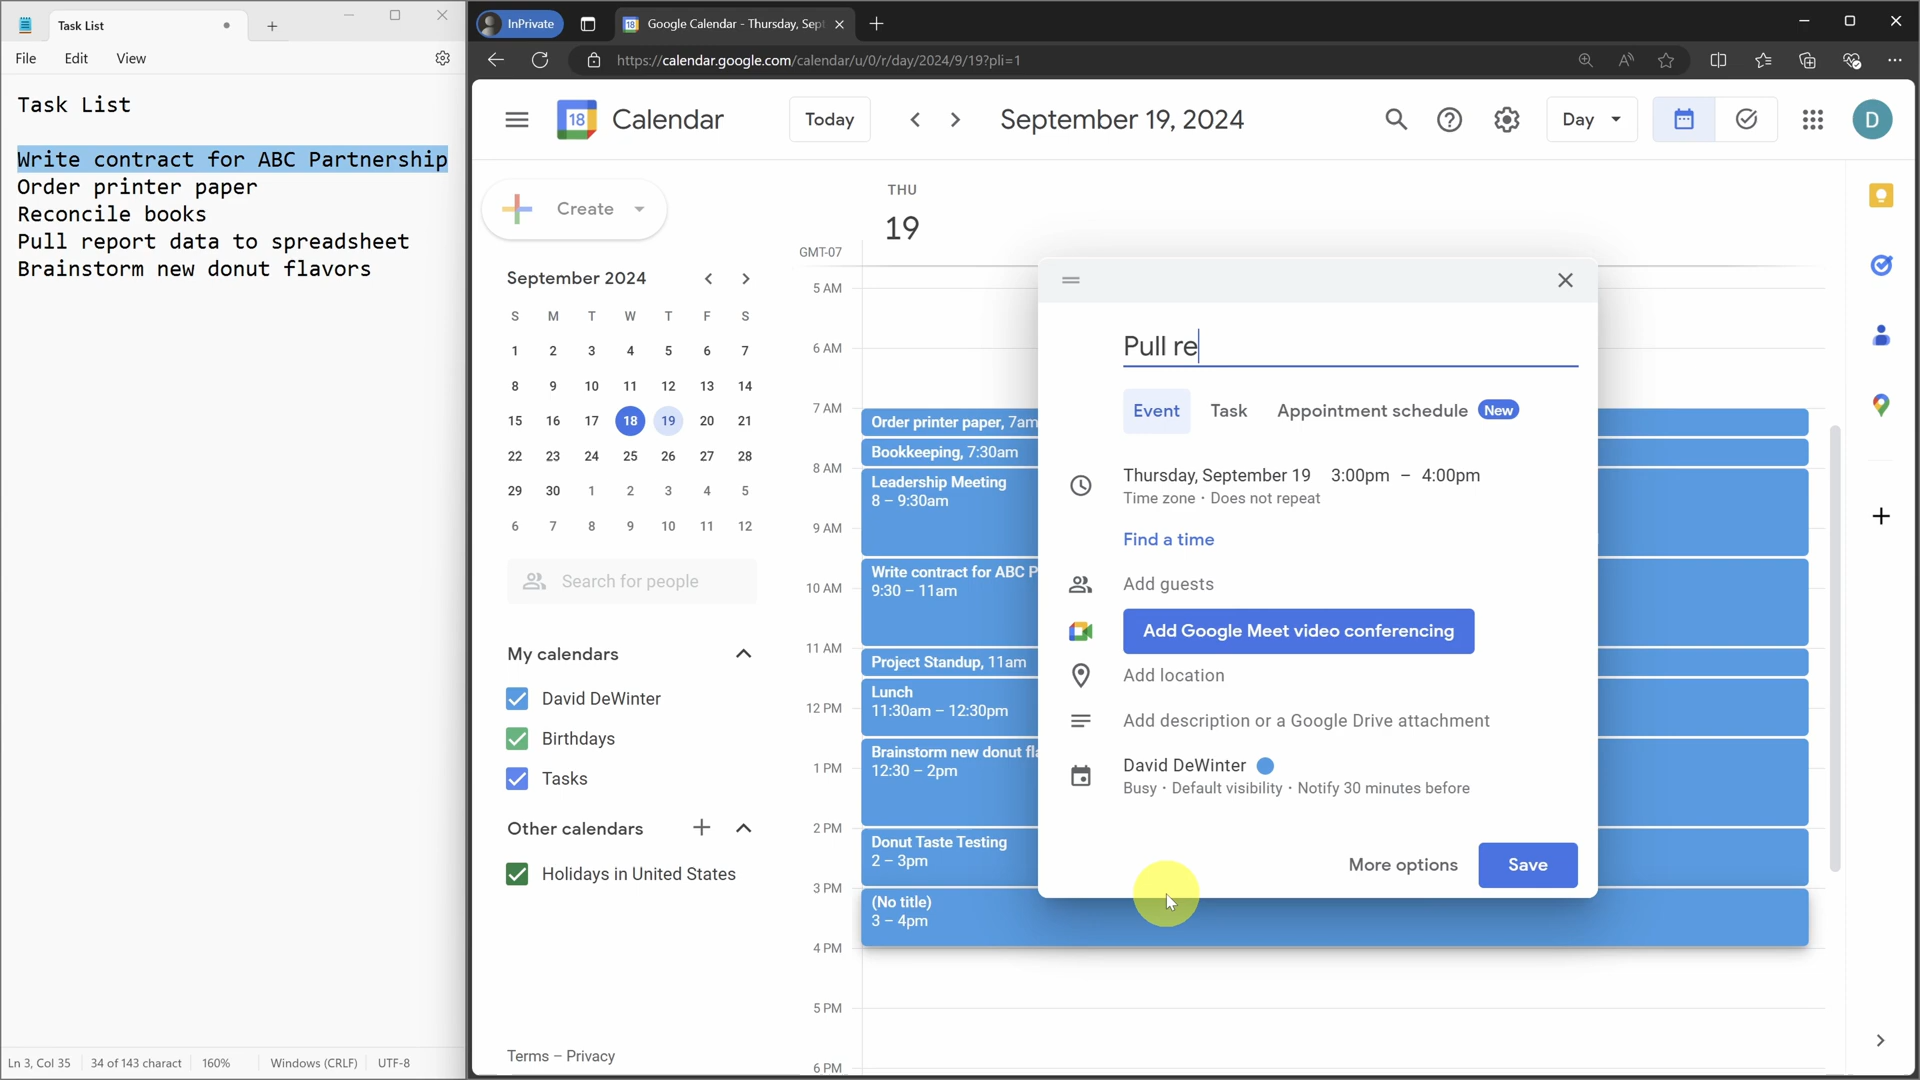 Task List
File Edit View
Task List
Write contract for ABC Partnership
Order printer paper
Reconcile books
Pull report data to spreadsheet
Brainstorm new donut flavors
Ln 3, Col 35 34 of 143 charact 160% Windows (CRLF) UTF-8
InPrivate 18 Google Calendar - Thursday, Sept
https://calendar.google.com/calendar/u/0/r/day/2024/9/19?pli=1
18 Calendar Today September 19, 2024 Day D
Create
September 2024
S M T W T F S
1 2 3 4 5 6 7
8 9 10 11 12 13 14
15 16 17 18 19 20 21
22 23 24 25 26 27 28
29 30 1 2 3 4 5
6 7 8 9 10 11 12
Search for people
My calendars
David DeWinter
Birthdays
Tasks
Other calendars
Holidays in United States
Terms – Privacy
THU
19
GMT-07
5 AM
6 AM
7 AM
Order printer paper, 7am
Bookkeeping, 7:30am
8 AM
Leadership Meeting
8 – 9:30am
9 AM
Write contract for ABC P
9:30 – 11am
10 AM
11 AM
Project Standup, 11am
Lunch
11:30am – 12:30pm
12 PM
Brainstorm new donut fla
12:30 – 2pm
1 PM
2 PM
Donut Taste Testing
2 – 3pm
3 PM
(No title)
3 – 4pm
4 PM
5 PM
6 PM
Pull re
Event Task Appointment schedule New
Thursday, September 19 3:00pm – 4:00pm
Time zone · Does not repeat
Find a time
Add guests
Add Google Meet video conferencing
Add location
Add description or a Google Drive attachment
David DeWinter
Busy · Default visibility · Notify 30 minutes before
More options Save